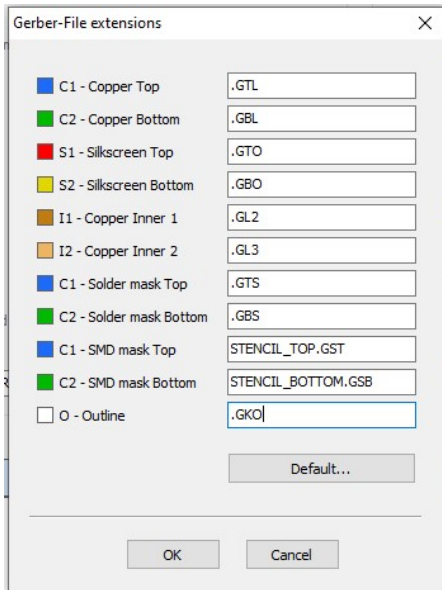 Gerber-File extensions
C1 - Copper Top .GTL
C2 - Copper Bottom .GBL
S1 - Silkscreen Top .GTO
S2 - Silkscreen Bottom .GBO
I1 - Copper Inner 1 .GL2
I2 - Copper Inner 2 .GL3
C1 - Solder mask Top .GTS
C2 - Solder mask Bottom .GBS
C1 - SMD mask Top STENCIL_TOP.GST
C2 - SMD mask Bottom STENCIL_BOTTOM.GSB
O - Outline .GKO
Default...
OK Cancel